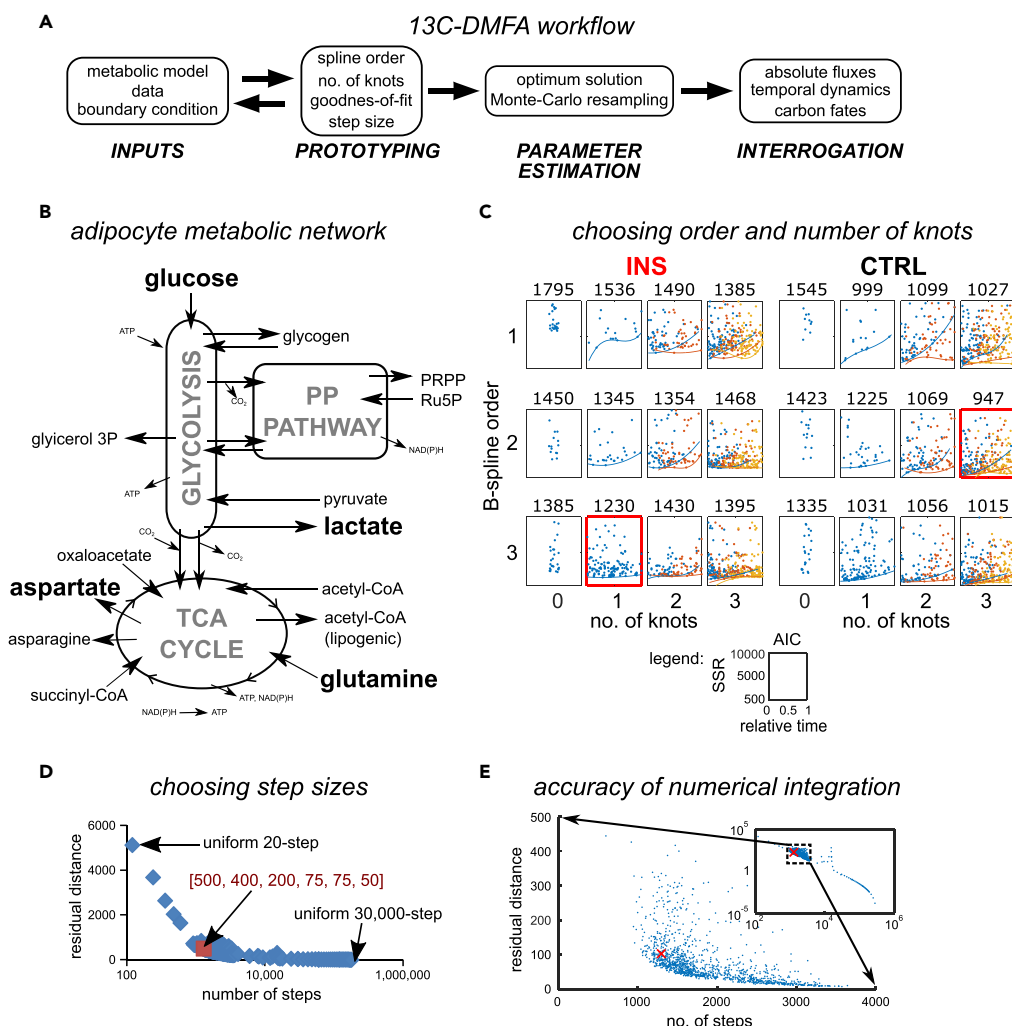 A
13C-DMFA workflow
metabolic model
data
boundary condition
spline order
no. of knots
goodnes-of-fit
step size
optimum solution
Monte-Carlo resampling
absolute fluxes
temporal dynamics
carbon fates
INPUTS
PROTOTYPING
PARAMETER
ESTIMATION
INTERROGATION
B
adipocyte metabolic network
glucose
ATP
glycogen
GLYCOLYSIS
CO2
PP
PATHWAY
PRPP
Ru5P
NAD(P)H
glyicerol 3P
ATP
pyruvate
lactate
CO2
CO2
oxaloacetate
aspartate
acetyl-CoA
TCA
CYCLE
acetyl-CoA
(lipogenic)
asparagine
glutamine
succinyl-CoA
ATP, NAD(P)H
NAD(P)H
ATP
C
choosing order and number of knots
INS
CTRL
1795 1536 1490 1385 1545 999 1099 1027
1
1450 1345 1354 1468 1423 1225 1069 947
2
1385 1230 1430 1395 1335 1031 1056 1015
3
B-spline order
0 1 2 3 0 1 2 3
no. of knots no. of knots
legend:
AIC
SSR
10000
5000
500
0 0.5 1
relative time
D
choosing step sizes
residual distance
6000
4000
2000
0
uniform 20-step
[500, 400, 200, 75, 75, 50]
uniform 30,000-step
100 10,000 1,000,000
number of steps
E
accuracy of numerical integration
residual distance
500
400
300
200
100
0
10^5
1
10^-5
10^2 10^4 10^6
0 1000 2000 3000 4000
no. of steps